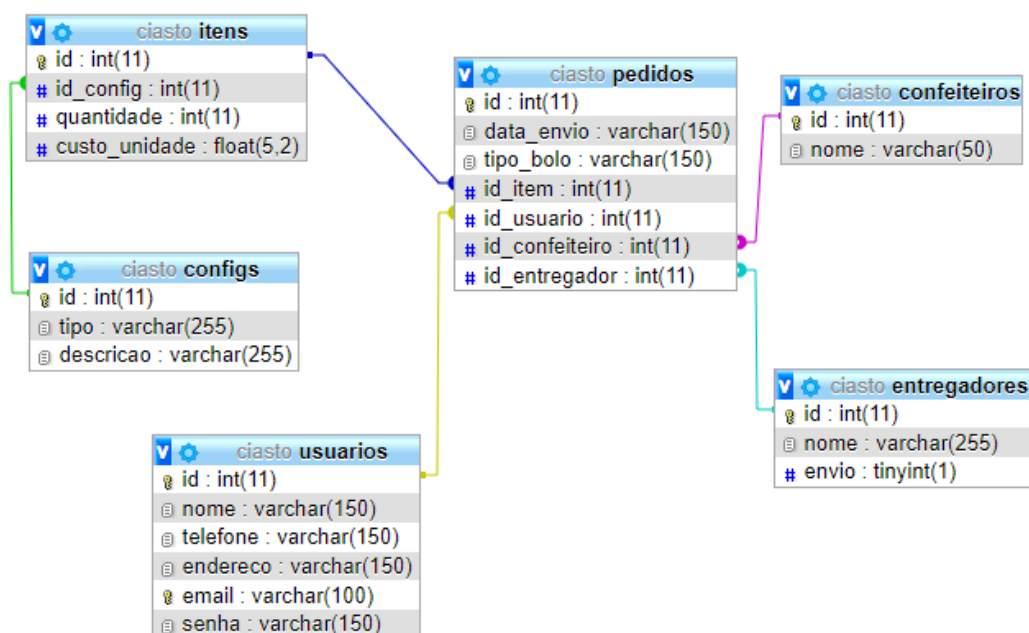 ciasto itens
id : int(11)
id_config : int(11)
quantidade : int(11)
custo_unidade : float(5,2)
ciasto configs
id : int(11)
tipo : varchar(255)
descricao : varchar(255)
ciasto usuarios
id : int(11)
nome : varchar(150)
telefone : varchar(150)
endereco : varchar(150)
email : varchar(100)
senha : varchar(150)
ciasto pedidos
id : int(11)
data_envio : varchar(150)
tipo_bolo : varchar(150)
id_item : int(11)
id_usuario : int(11)
id_confeiteiro : int(11)
id_entregador : int(11)
ciasto confeiteiros
id : int(11)
nome : varchar(50)
ciasto entregadores
id : int(11)
nome : varchar(255)
envio : tinyint(1)